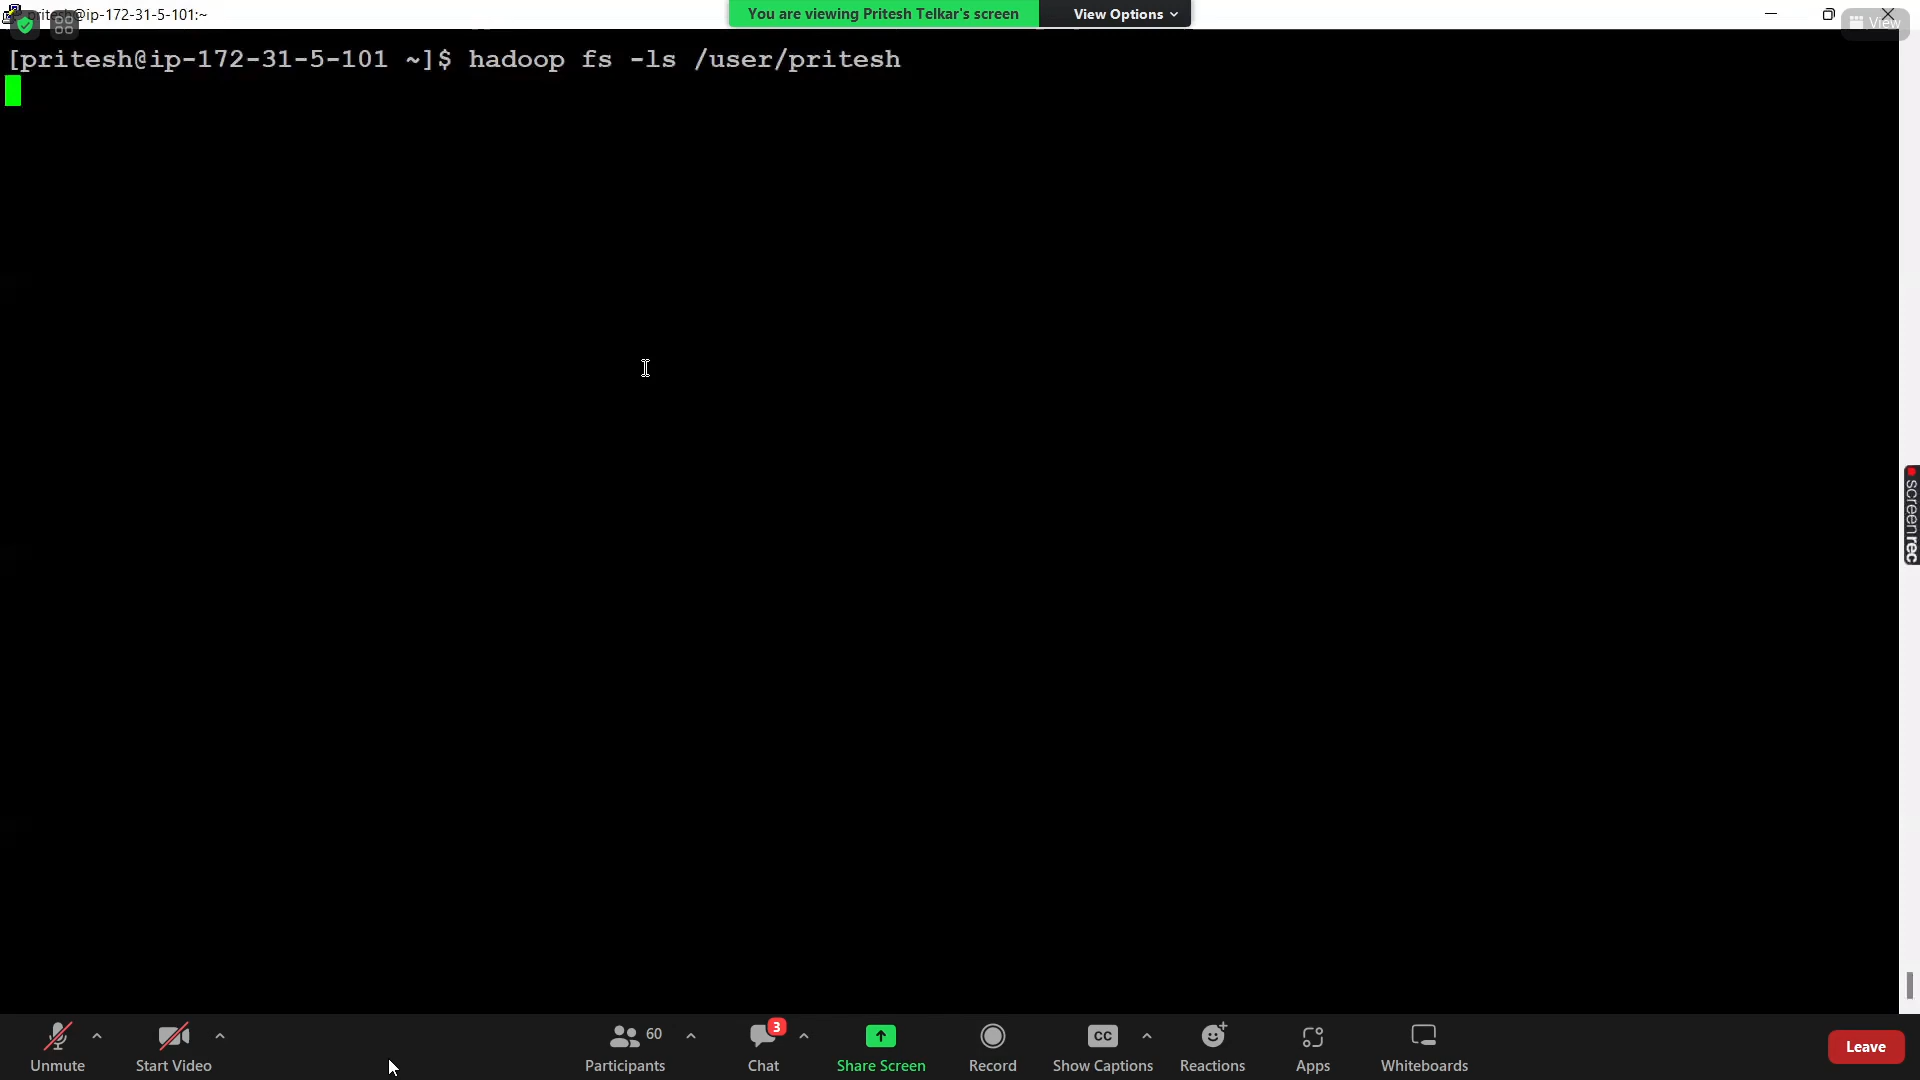 pritesh@ip-172-31-5-101:~
You are viewing Pritesh Telkar's screen
View Options
View
[pritesh@ip-172-31-5-101 ~]$ hadoop fs -ls /user/pritesh
screenrec
Unmute
Start Video
60
Participants
3
Chat
Share Screen
Record
CC
Show Captions
Reactions
Apps
Whiteboards
Leave